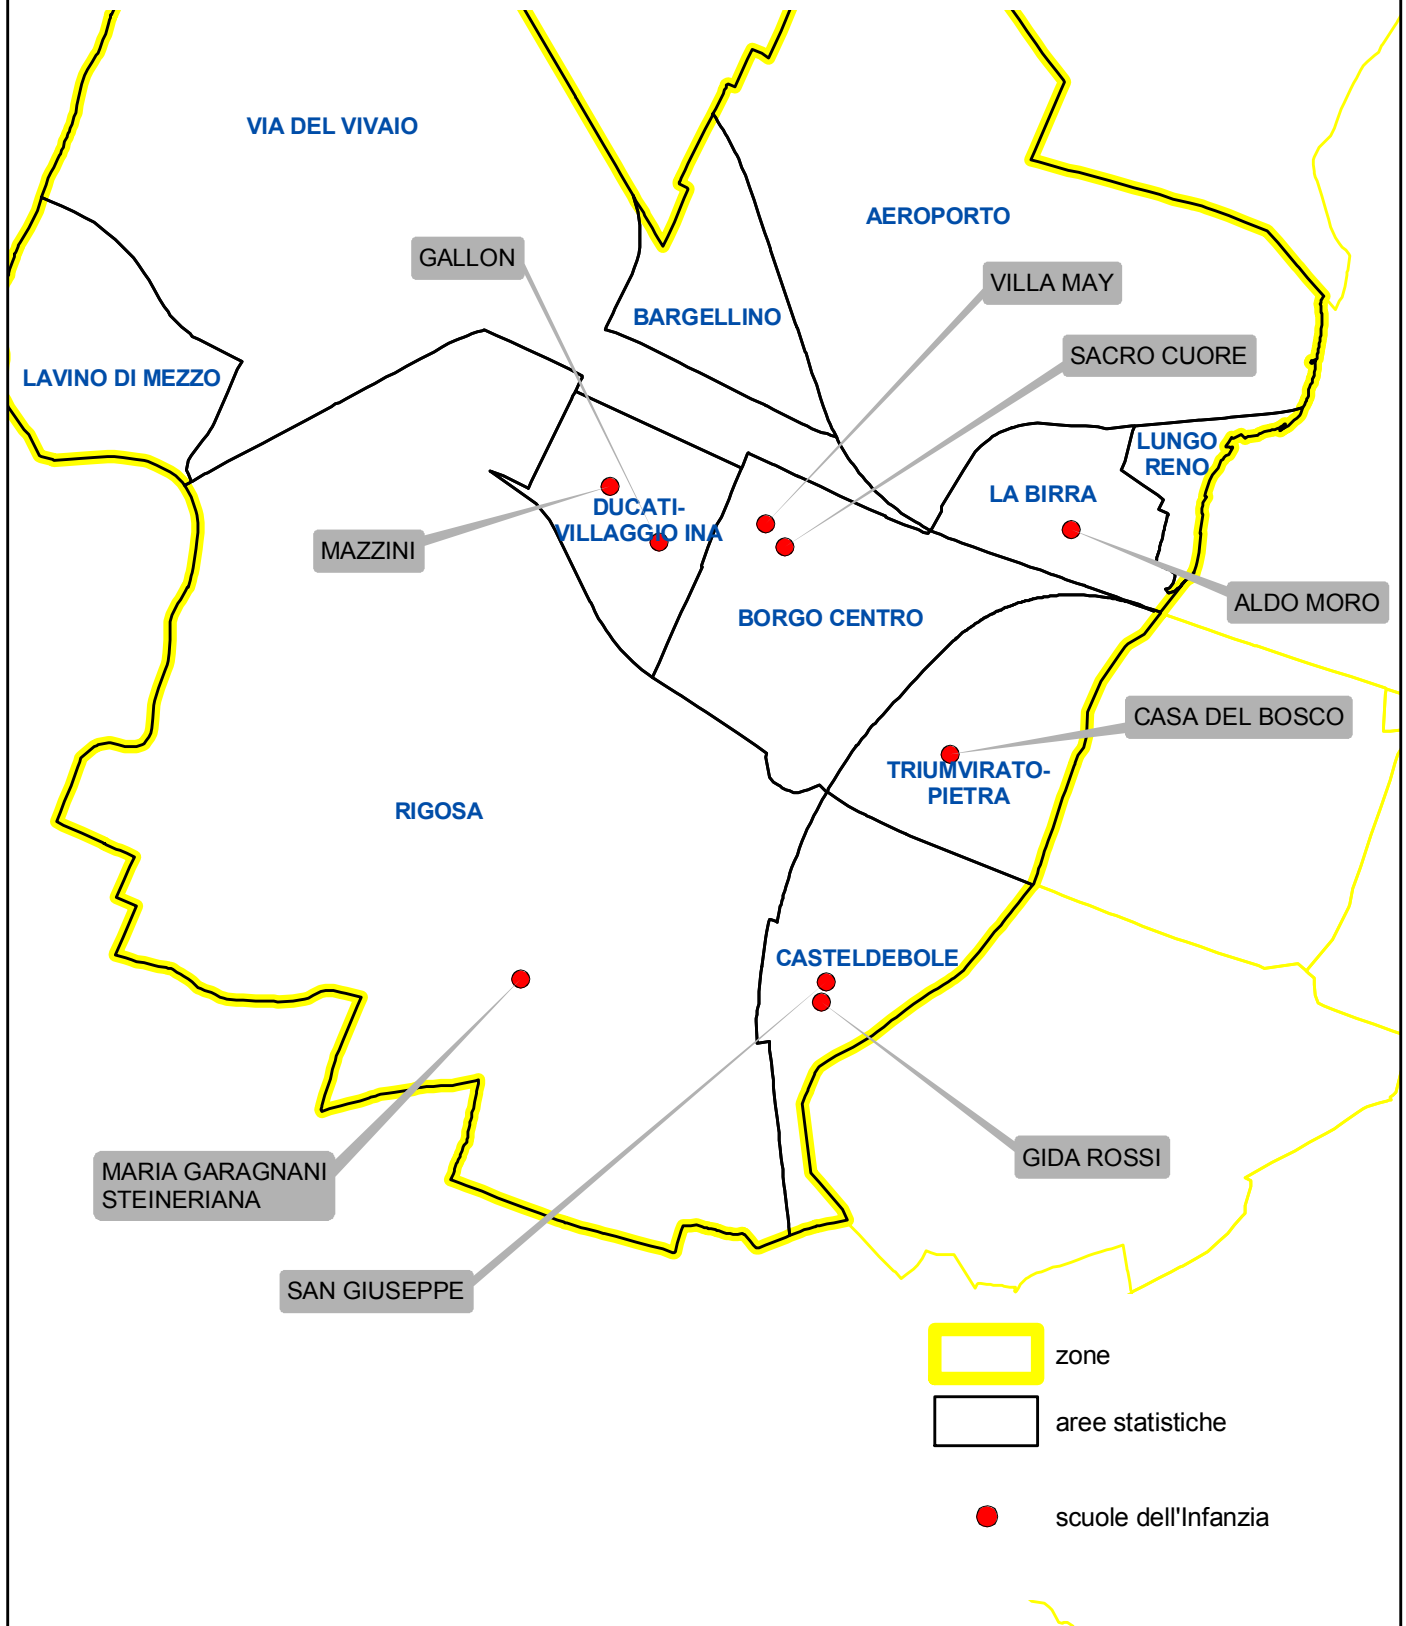 VIA DEL VIVAIO
AEROPORTO
GALLON
VILLA MAY
BARGELLINO
SACRO CUORE
LAVINO DI MEZZO
LUNGO
RENO
LA BIRRA
DUCATI-
VILLAGGIO INA
MAZZINI
ALDO MORO
BORGO CENTRO
CASA DEL BOSCO
TRIUMVIRATO-
PIETRA
RIGOSA
CASTELDEBOLE
GIDA ROSSI
MARIA GARAGNANI
STEINERIANA
SAN GIUSEPPE
zone
aree statistiche
scuole dell'Infanzia